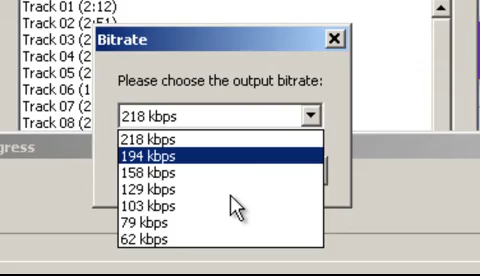 Track 01 (2:12)
Track 02 (2:51)
Track 03 (2
Track 04 (2
Track 05 (2
Track 06 (1
Track 07 (2
Track 08 (2
gress
Bitrate
Please choose the output bitrate:
218 kbps
218 kbps
194 kbps
158 kbps
129 kbps
103 kbps
79 kbps
62 kbps